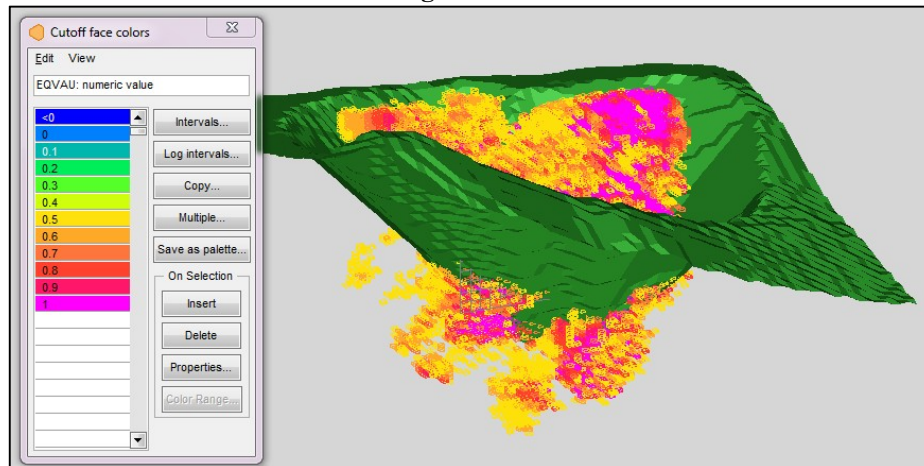 Cutoff face colors
Edit View
EQVAU: numeric value
<0
0
0.1
0.2
0.3
0.4
0.5
0.6
0.7
0.8
0.9
1
Intervals...
Log intervals...
Copy...
Multiple...
Save as palette...
On Selection
Insert
Delete
Properties...
Color Range...